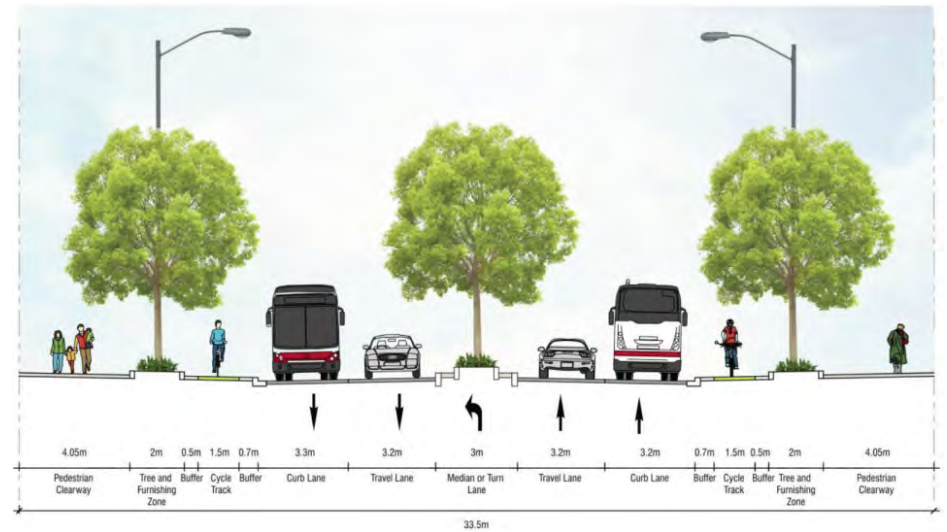 4.05m 2m 0.5m 1.5m 0.7m 3.3m 3.2m 3m 3.2m 3.2m 0.7m 1.5m 0.5m 2m 4.05m
Pedestrian Clearway
Tree and Furnishing Zone
Buffer
Cycle Track
Buffer
Curb Lane
Travel Lane
Median or Turn Lane
Travel Lane
Curb Lane
Buffer
Cycle Track
Buffer
Tree and Furnishing Zone
Pedestrian Clearway
33.5m